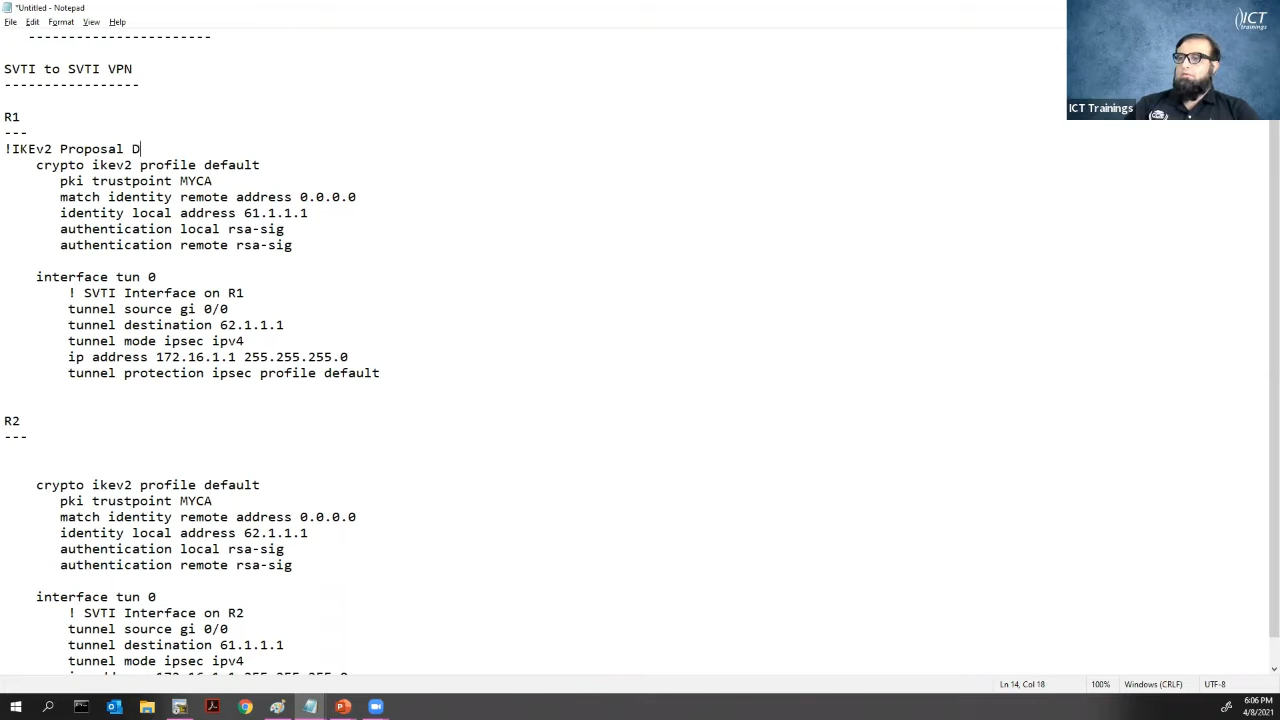 *Untitled - Notepad
File Edit Format View Help
-----------------------
SVTI to SVTI VPN
-----------------
R1
---
!IKEv2 Proposal D
crypto ikev2 profile default
pki trustpoint MYCA
match identity remote address 0.0.0.0
identity local address 61.1.1.1
authentication local rsa-sig
authentication remote rsa-sig
interface tun 0
! SVTI Interface on R1
tunnel source gi 0/0
tunnel destination 62.1.1.1
tunnel mode ipsec ipv4
ip address 172.16.1.1 255.255.255.0
tunnel protection ipsec profile default
R2
---
crypto ikev2 profile default
pki trustpoint MYCA
match identity remote address 0.0.0.0
identity local address 62.1.1.1
authentication local rsa-sig
authentication remote rsa-sig
interface tun 0
! SVTI Interface on R2
tunnel source gi 0/0
tunnel destination 61.1.1.1
tunnel mode ipsec ipv4
ICT
trainings
ICT Trainings
Ln 14, Col 18 100% Windows (CRLF) UTF-8
6:06 PM
4/8/2021